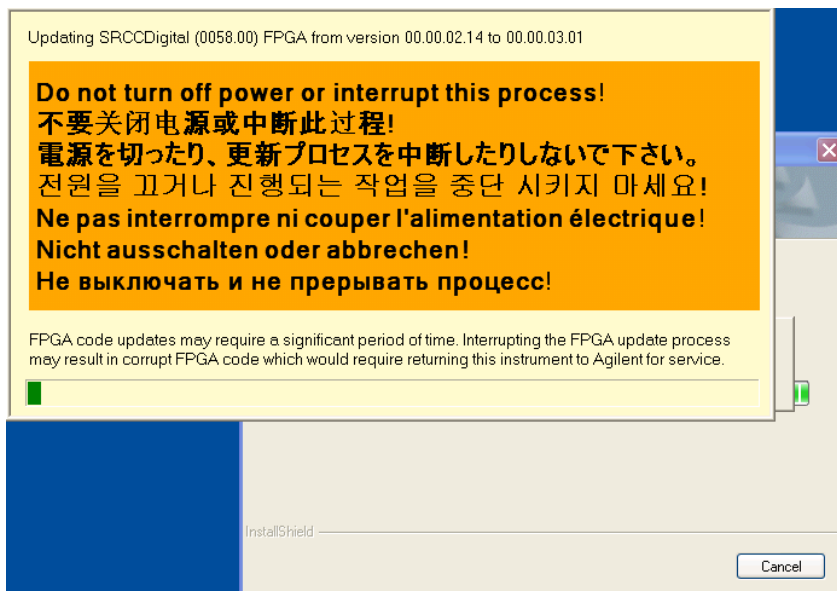 Updating SRCCDigital (0058.00) FPGA from version 00.00.02.14 to 00.00.03.01
Do not turn off power or interrupt this process!
不要关闭电源或中断此过程!
電源を切ったり、更新プロセスを中断したりしないで下さい。
전원을 끄거나 진행되는 작업을 중단 시키지 마세요!
Ne pas interrompre ni couper l'alimentation électrique!
Nicht ausschalten oder abbrechen!
Не выключать и не прерывать процесс!
FPGA code updates may require a significant period of time. Interrupting the FPGA update process
may result in corrupt FPGA code which would require returning this instrument to Agilent for service.
InstallShield
Cancel